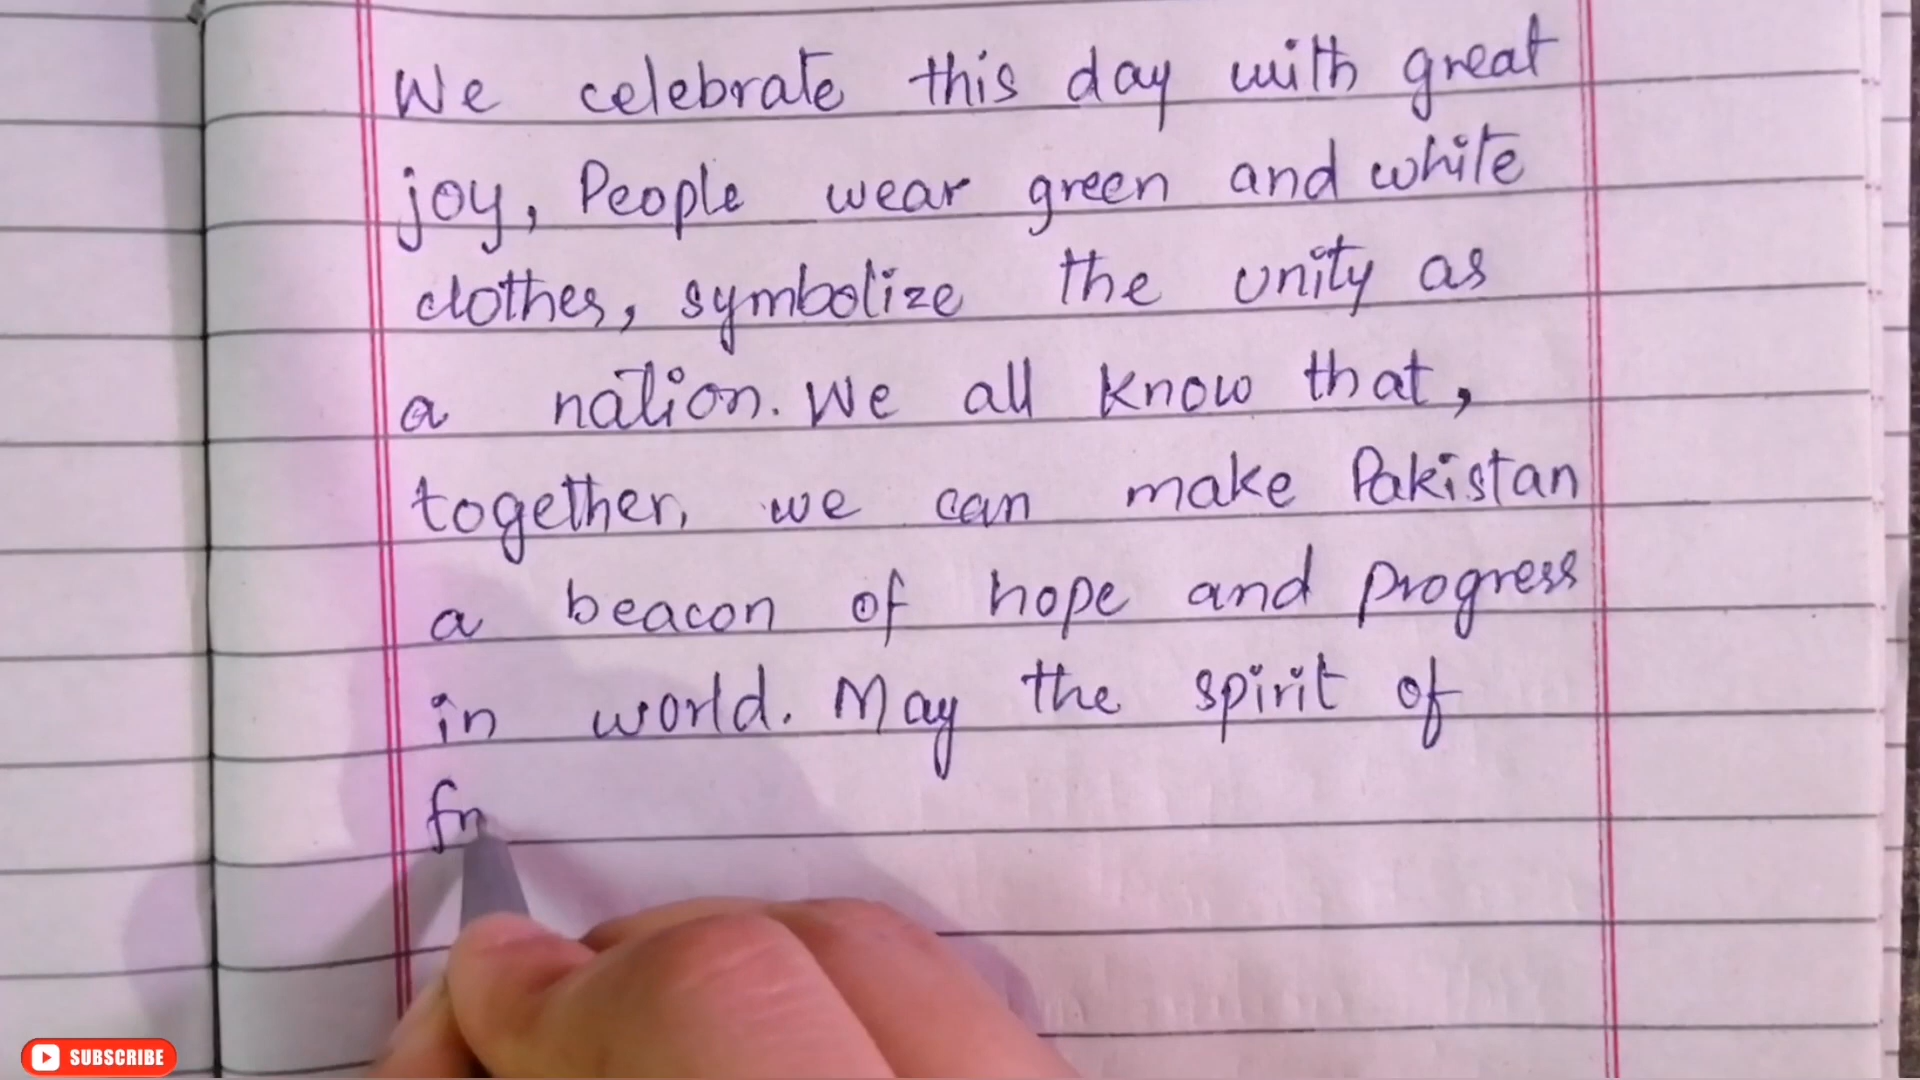 We celebrate this day with great
joy, People wear green and white
clothes, symbolize the unity as
a nation. We all know that,
together, we can make Pakistan
a beacon of hope and progress
in world. May the spirit of
fr
SUBSCRIBE